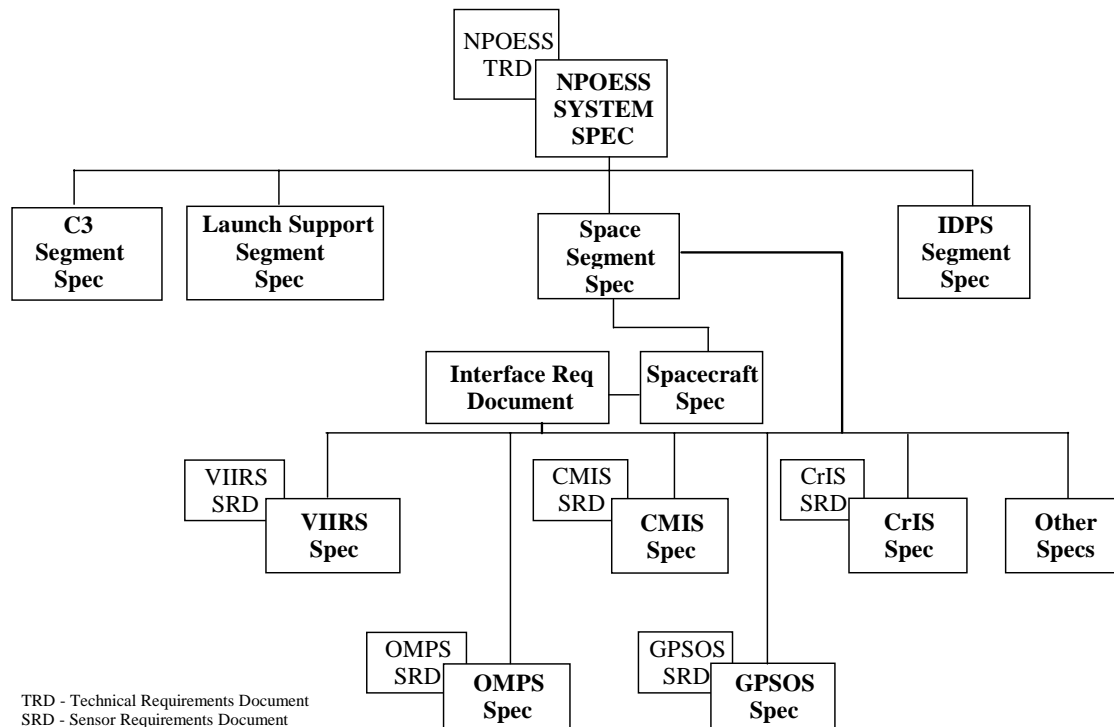 NPOESS
TRD
NPOESS
SYSTEM
SPEC
C3
Segment
Spec
Launch Support
Segment
Spec
Space
Segment
Spec
IDPS
Segment
Spec
Interface Req
Document
Spacecraft
Spec
VIIRS
SRD
VIIRS
Spec
CMIS
SRD
CMIS
Spec
CrIS
SRD
CrIS
Spec
Other
Specs
OMPS
SRD
OMPS
Spec
GPSOS
SRD
GPSOS
Spec
TRD - Technical Requirements Document
SRD - Sensor Requirements Document